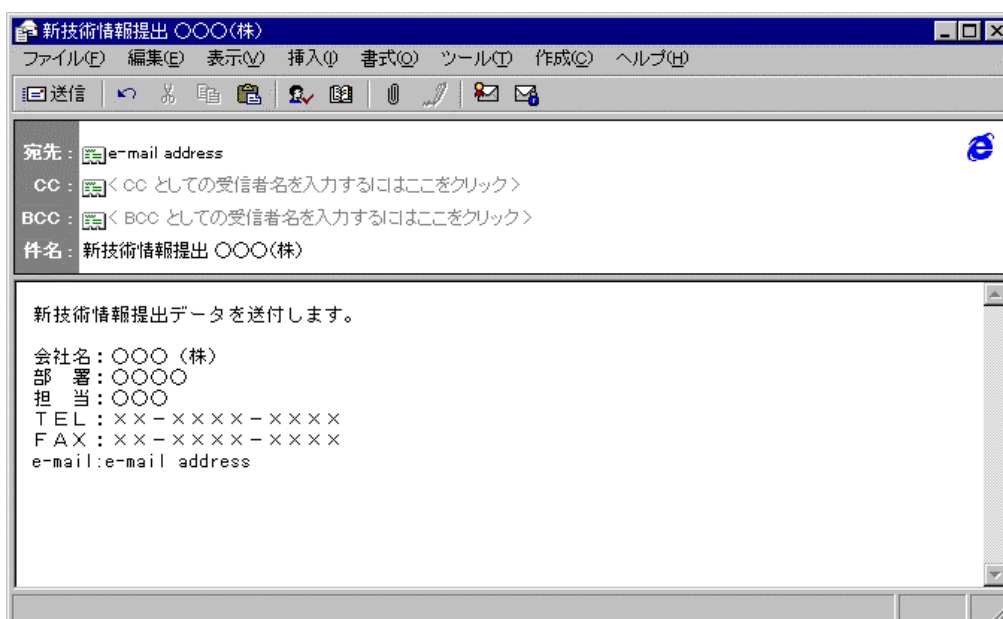 新技術情報提出 ○○○(株)
ファイル(F) 編集(E) 表示(V) 挿入(I) 書式(O) ツール(T) 作成(C) ヘルプ(H)
送信
宛先 : e-mail address
CC : < CC としての受信者名を入力するにはここをクリック >
BCC : < BCC としての受信者名を入力するにはここをクリック >
件名 : 新技術情報提出 ○○○(株)
新技術情報提出データを送付します。
会社名:○○○(株)
部 署:○○○○
担 当:○○○
TEL:××-××××-××××
FAX:××-××××-××××
e-mail:e-mail address